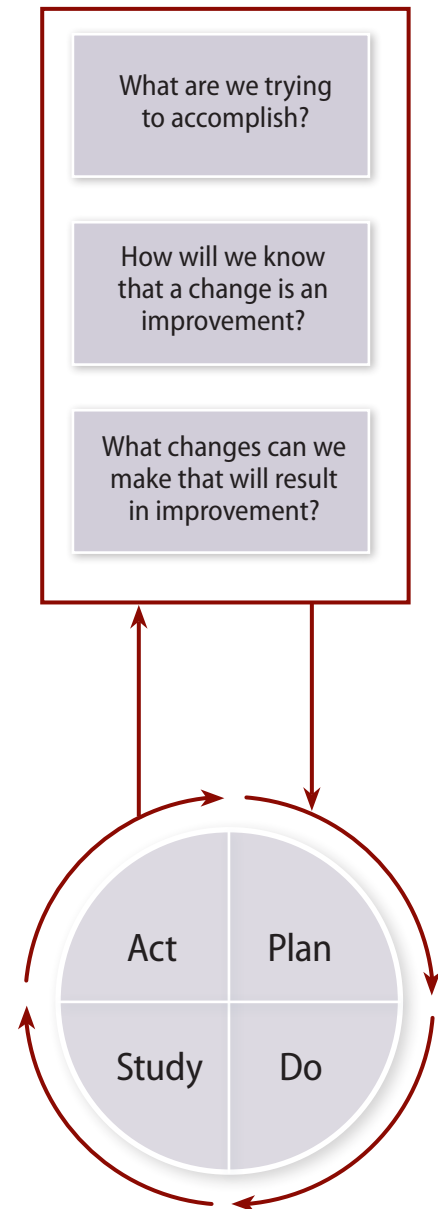 What are we trying
to accomplish?
How will we know
that a change is an
improvement?
What changes can we
make that will result
in improvement?
Act
Plan
Study
Do